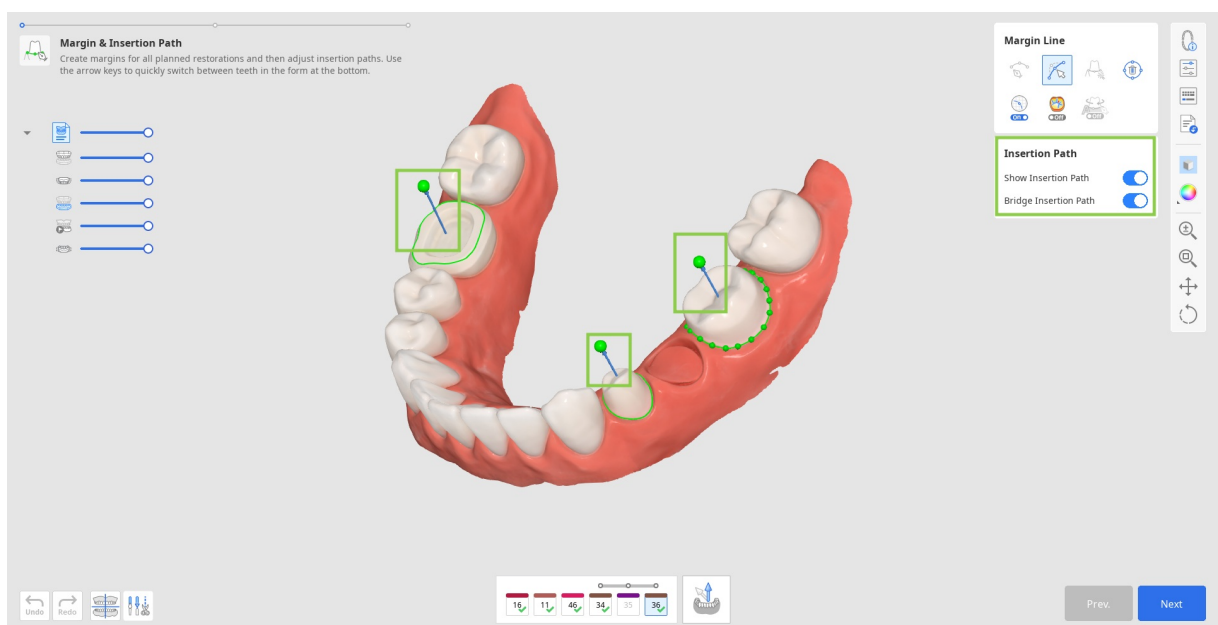 Margin & Insertion Path
Create margins for all planned restorations and then adjust insertion paths. Use
the arrow keys to quickly switch between teeth in the form at the bottom.
Margin Line
On
Off
Off
Insertion Path
Show Insertion Path
Bridge Insertion Path
16 11 46 34 35 36
Undo Redo
Prev. Next